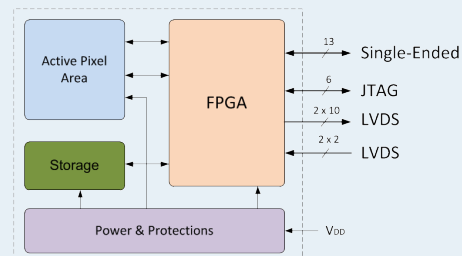 13
Single-Ended
Active Pixel
Area
6
JTAG
FPGA
2 x 10
LVDS
2 x 2
LVDS
Storage
Power & Protections
VDD